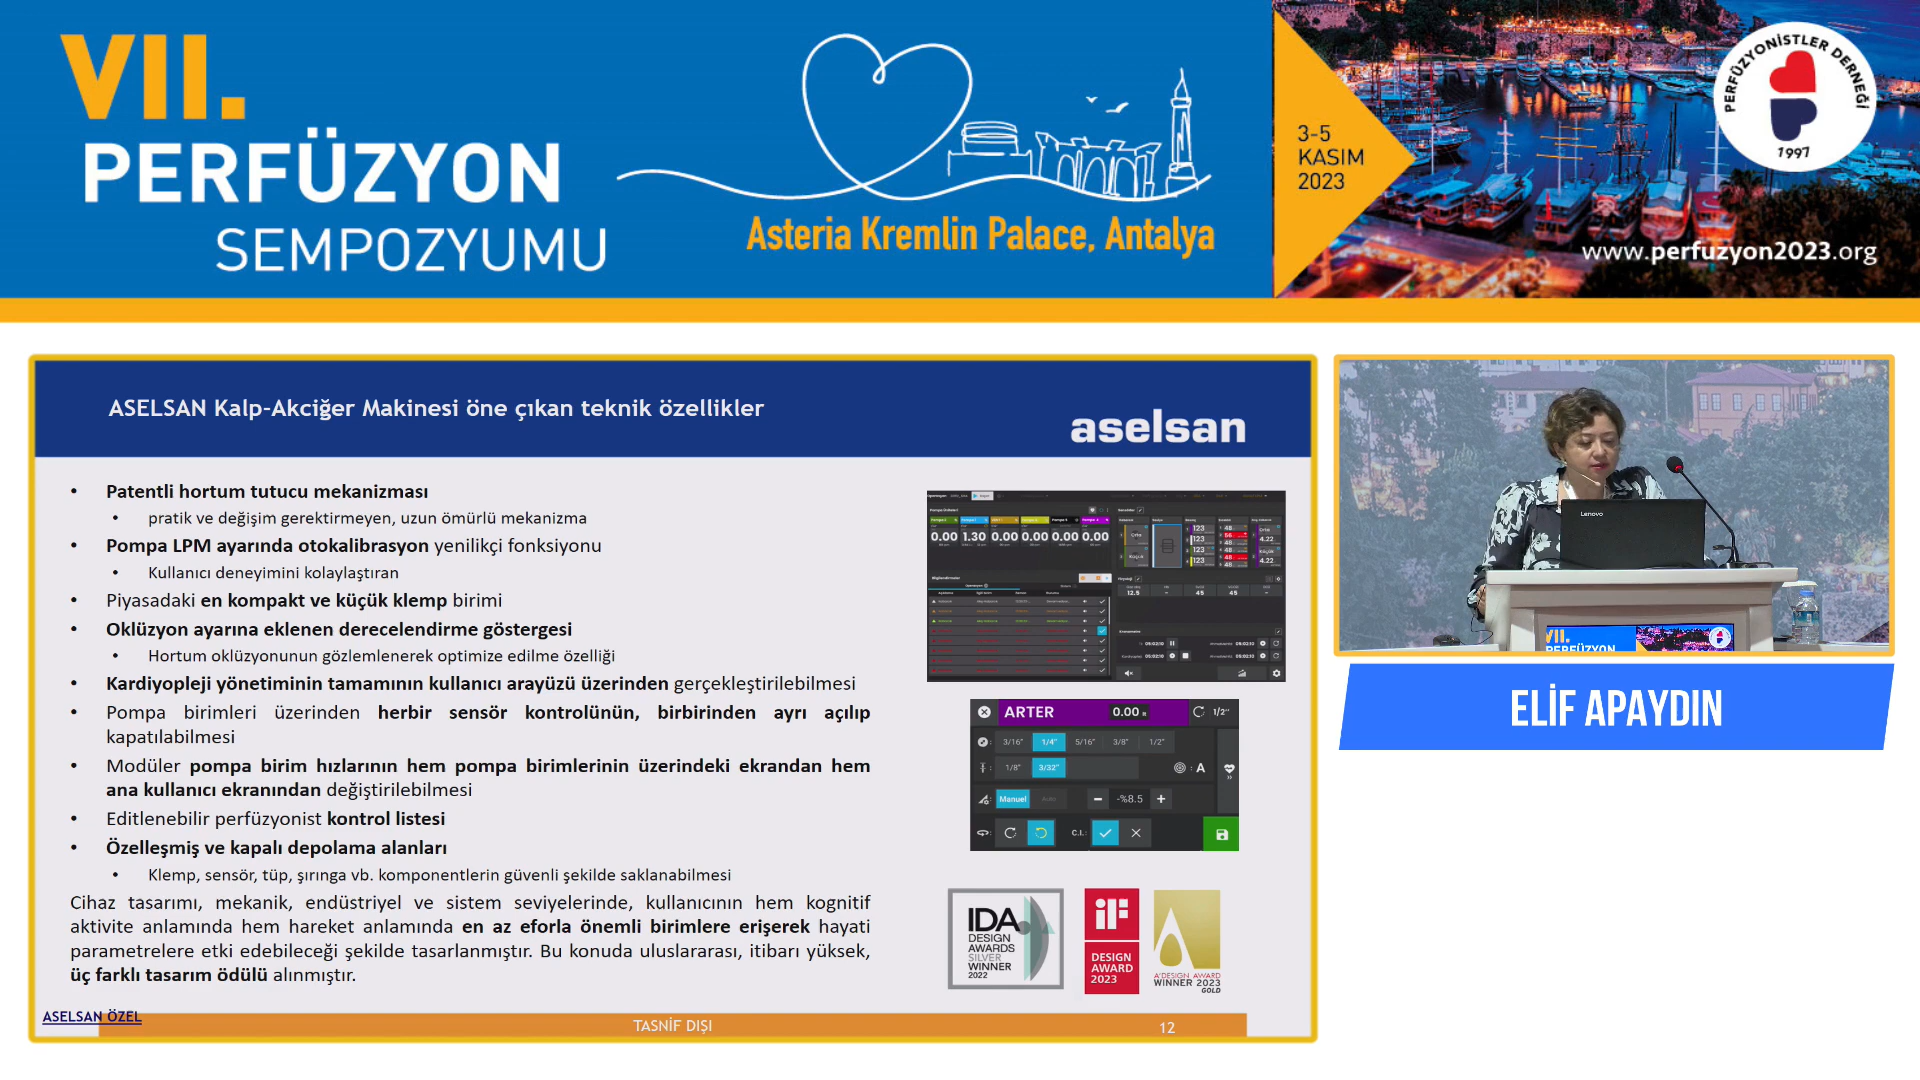 VII.
PERFÜZYON
SEMPOZYUMU
Asteria Kremlin Palace, Antalya
3-5
KASIM
2023
PERFÜZYONİSTLER DERNEĞİ
1997
www.perfuzyon2023.org
ASELSAN Kalp-Akciğer Makinesi öne çıkan teknik özellikler
aselsan
• Patentli hortum tutucu mekanizması
• pratik ve değişim gerektirmeyen, uzun ömürlü mekanizma
• Pompa LPM ayarında otokalibrasyon yenilikçi fonksiyonu
• Kullanıcı deneyimini kolaylaştıran
• Piyasadaki en kompakt ve küçük klemp birimi
• Oklüzyon ayarına eklenen derecelendirme göstergesi
• Hortum oklüzyonunun gözlemlenerek optimize edilme özelliği
• Kardiyopleji yönetiminin tamamının kullanıcı arayüzü üzerinden gerçekleştirilebilmesi
• Pompa birimleri üzerinden herbir sensör kontrolünün, birbirinden ayrı açılıp
kapatılabilmesi
• Modüler pompa birim hızlarının hem pompa birimlerinin üzerindeki ekrandan hem
ana kullanıcı ekranından değiştirilebilmesi
• Editlenebilir perfüzyonist kontrol listesi
• Özelleşmiş ve kapalı depolama alanları
• Klemp, sensör, tüp, şırınga vb. komponentlerin güvenli şekilde saklanabilmesi
Cihaz tasarımı, mekanik, endüstriyel ve sistem seviyelerinde, kullanıcının hem kognitif
aktivite anlamında hem hareket anlamında en az eforla önemli birimlere erişerek hayati
parametrelere etki edebileceği şekilde tasarlanmıştır. Bu konuda uluslararası, itibarı yüksek,
üç farklı tasarım ödülü alınmıştır.
0.00 1.30 0.00 0.00 0.00 0.00
ARTER 0.00 1/2"
3/16" 1/4" 5/16" 3/8" 1/2"
1/8" 3/32" A
Manuel - -%8.5 +
C.I.:
IDA
DESIGN
AWARDS
SILVER
WINNER
2022
iF
DESIGN
AWARD
2023
A'DESIGN AWARD
WINNER 2023
GOLD
ASELSAN ÖZEL
TASNİF DIŞI
12
Lenovo
VII.
PERFÜZYON
ELİF APAYDIN